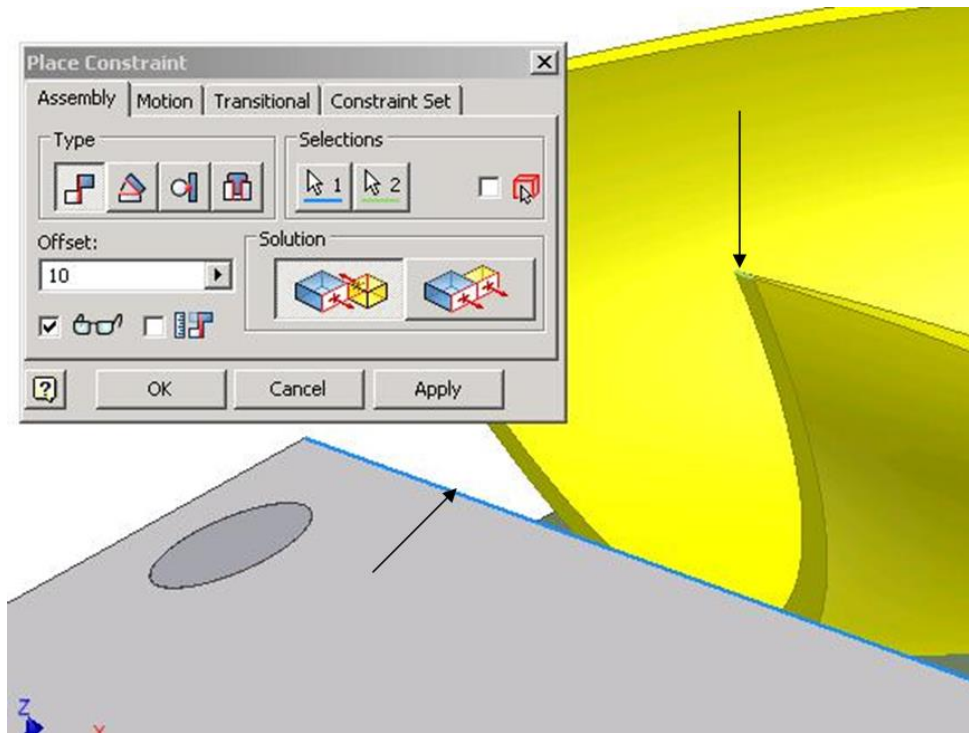 Place Constraint
Assembly Motion Transitional Constraint Set
Type
Selections
1 2
Offset:
Solution
10
? OK Cancel Apply
Z
X